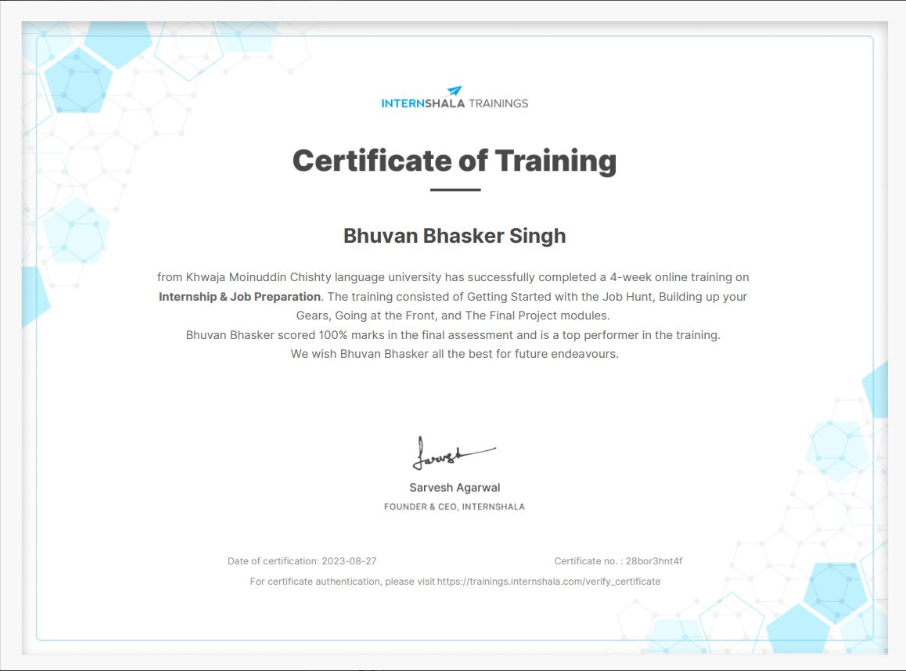 INTERNSHALA TRAININGS
Certificate of Training
Bhuvan Bhasker Singh
from Khwaja Moinuddin Chishty language university has successfully completed a 4-week online training on
Internship & Job Preparation. The training consisted of Getting Started with the Job Hunt, Building up your
Gears, Going at the Front, and The Final Project modules.
Bhuvan Bhasker scored 100% marks in the final assessment and is a top performer in the training.
We wish Bhuvan Bhasker all the best for future endeavours.
Sarvesh
Sarvesh Agarwal
FOUNDER & CEO, INTERNSHALA
Date of certification: 2023-08-27 Certificate no. : 28bor3hnt4f
For certificate authentication, please visit https://trainings.internshala.com/verify_certificate